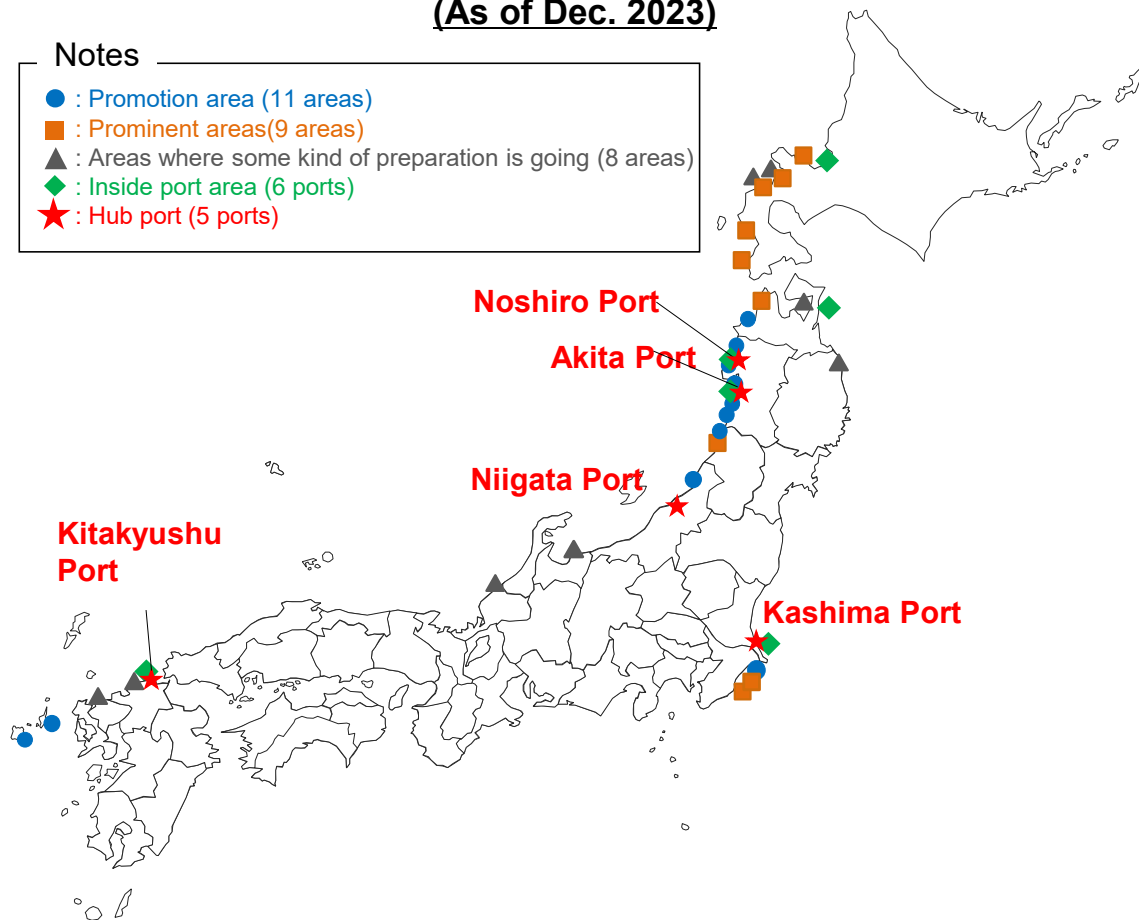 (As of Dec. 2023)
Notes
: Promotion area (11 areas)
: Prominent areas(9 areas)
: Areas where some kind of preparation is going (8 areas)
: Inside port area (6 ports)
: Hub port (5 ports)
Noshiro Port
Akita Port
Niigata Port
Kitakyushu
Port
Kashima Port